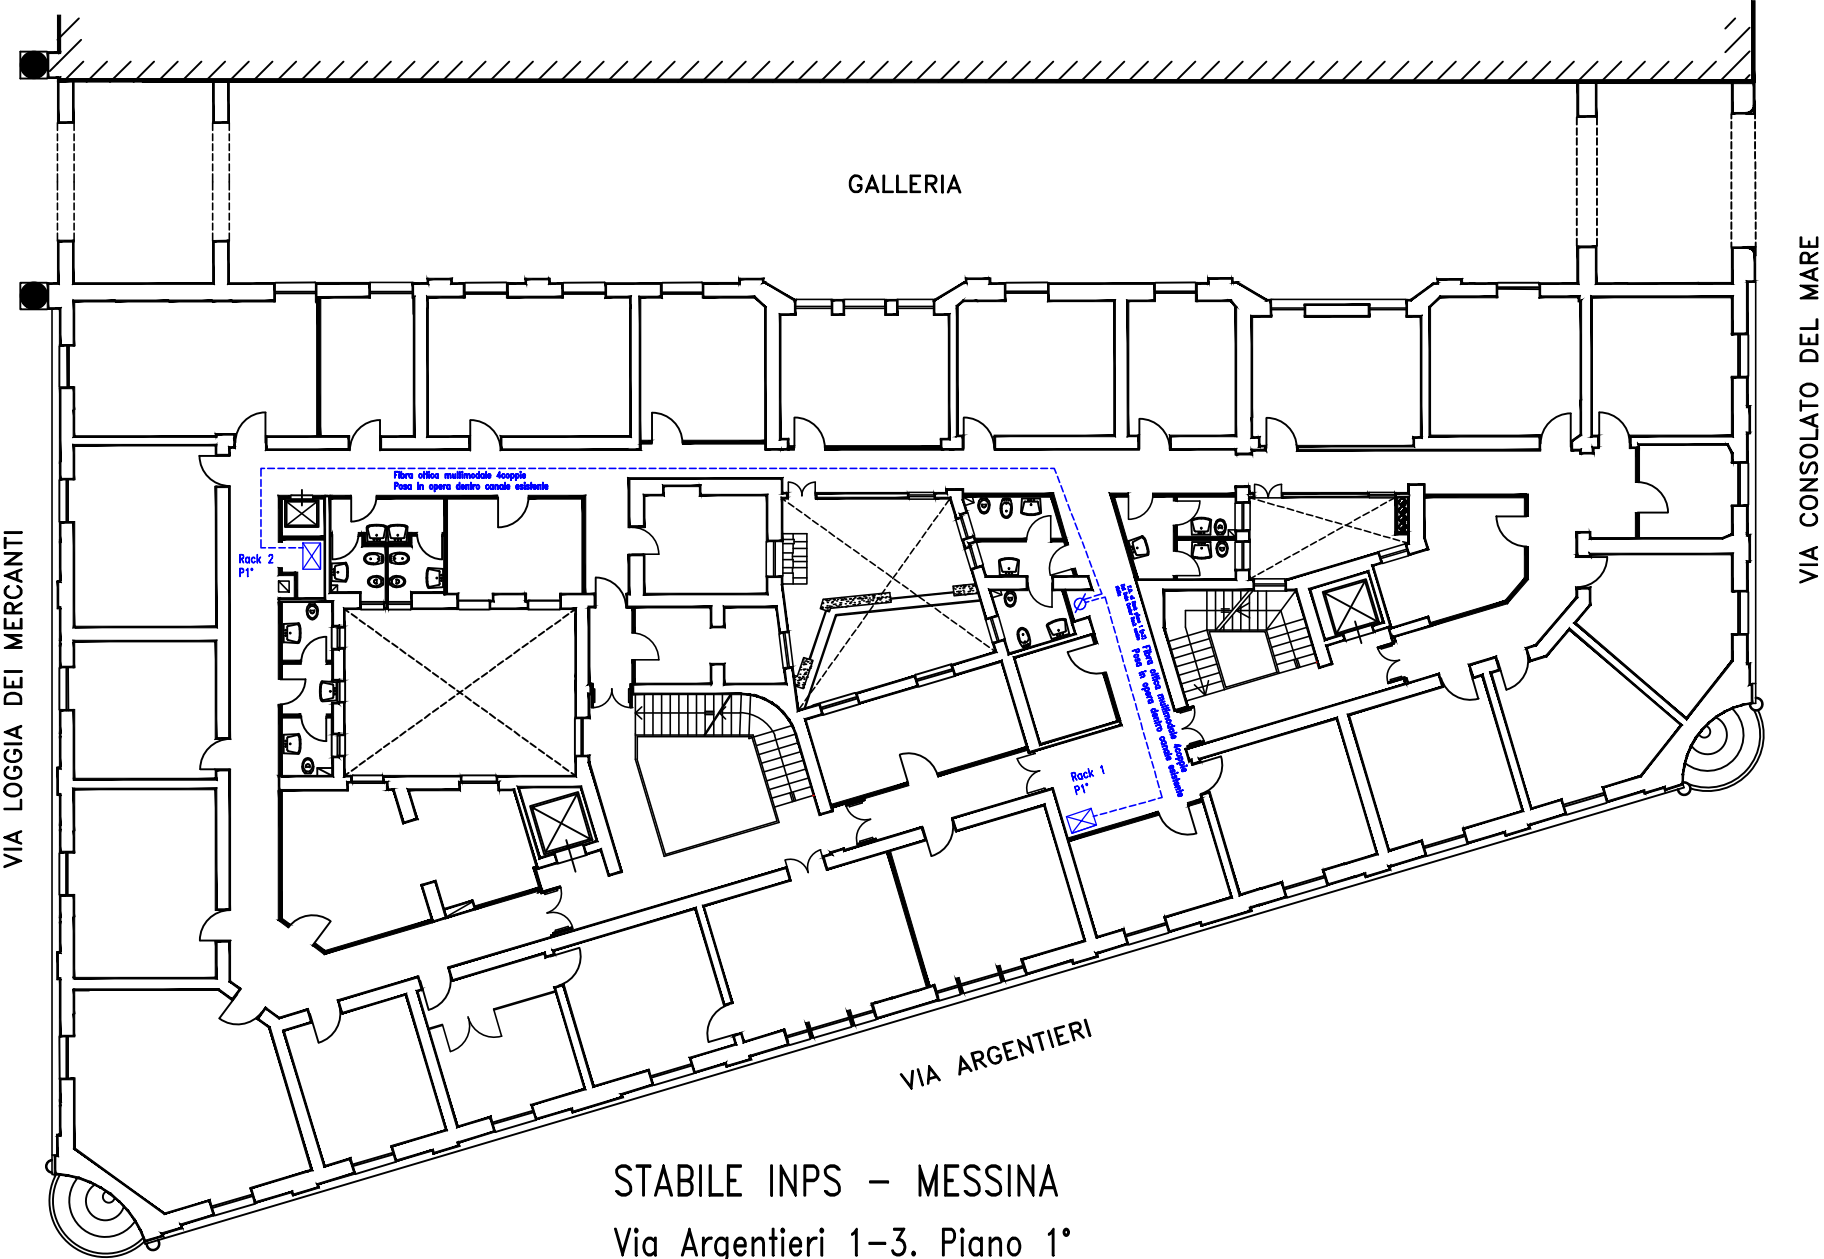 GALLERIA
VIA LOGGIA DEI MERCANTI
VIA CONSOLATO DEL MARE
Fibra ottica multimodale 4coppie
Posa in opera dentro canale esistente
Rack 2
P1°
Fibra ottica multimodale 4coppie
Posa in opera dentro canale esistente
Rack 1
P1°
VIA ARGENTIERI
STABILE INPS – MESSINA
Via Argentieri 1–3. Piano 1°